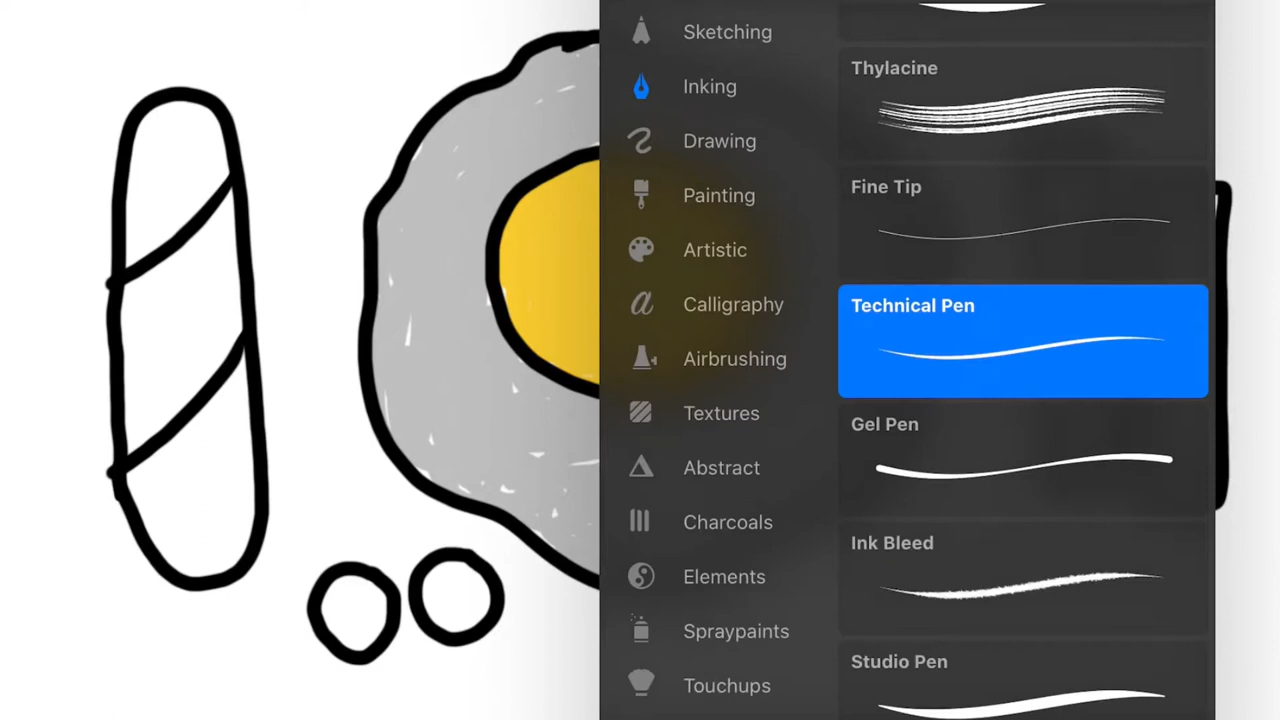 Sketching
Inking
Drawing
Painting
Artistic
Calligraphy
Airbrushing
Textures
Abstract
Charcoals
Elements
Spraypaints
Touchups
Thylacine
Fine Tip
Technical Pen
Gel Pen
Ink Bleed
Studio Pen